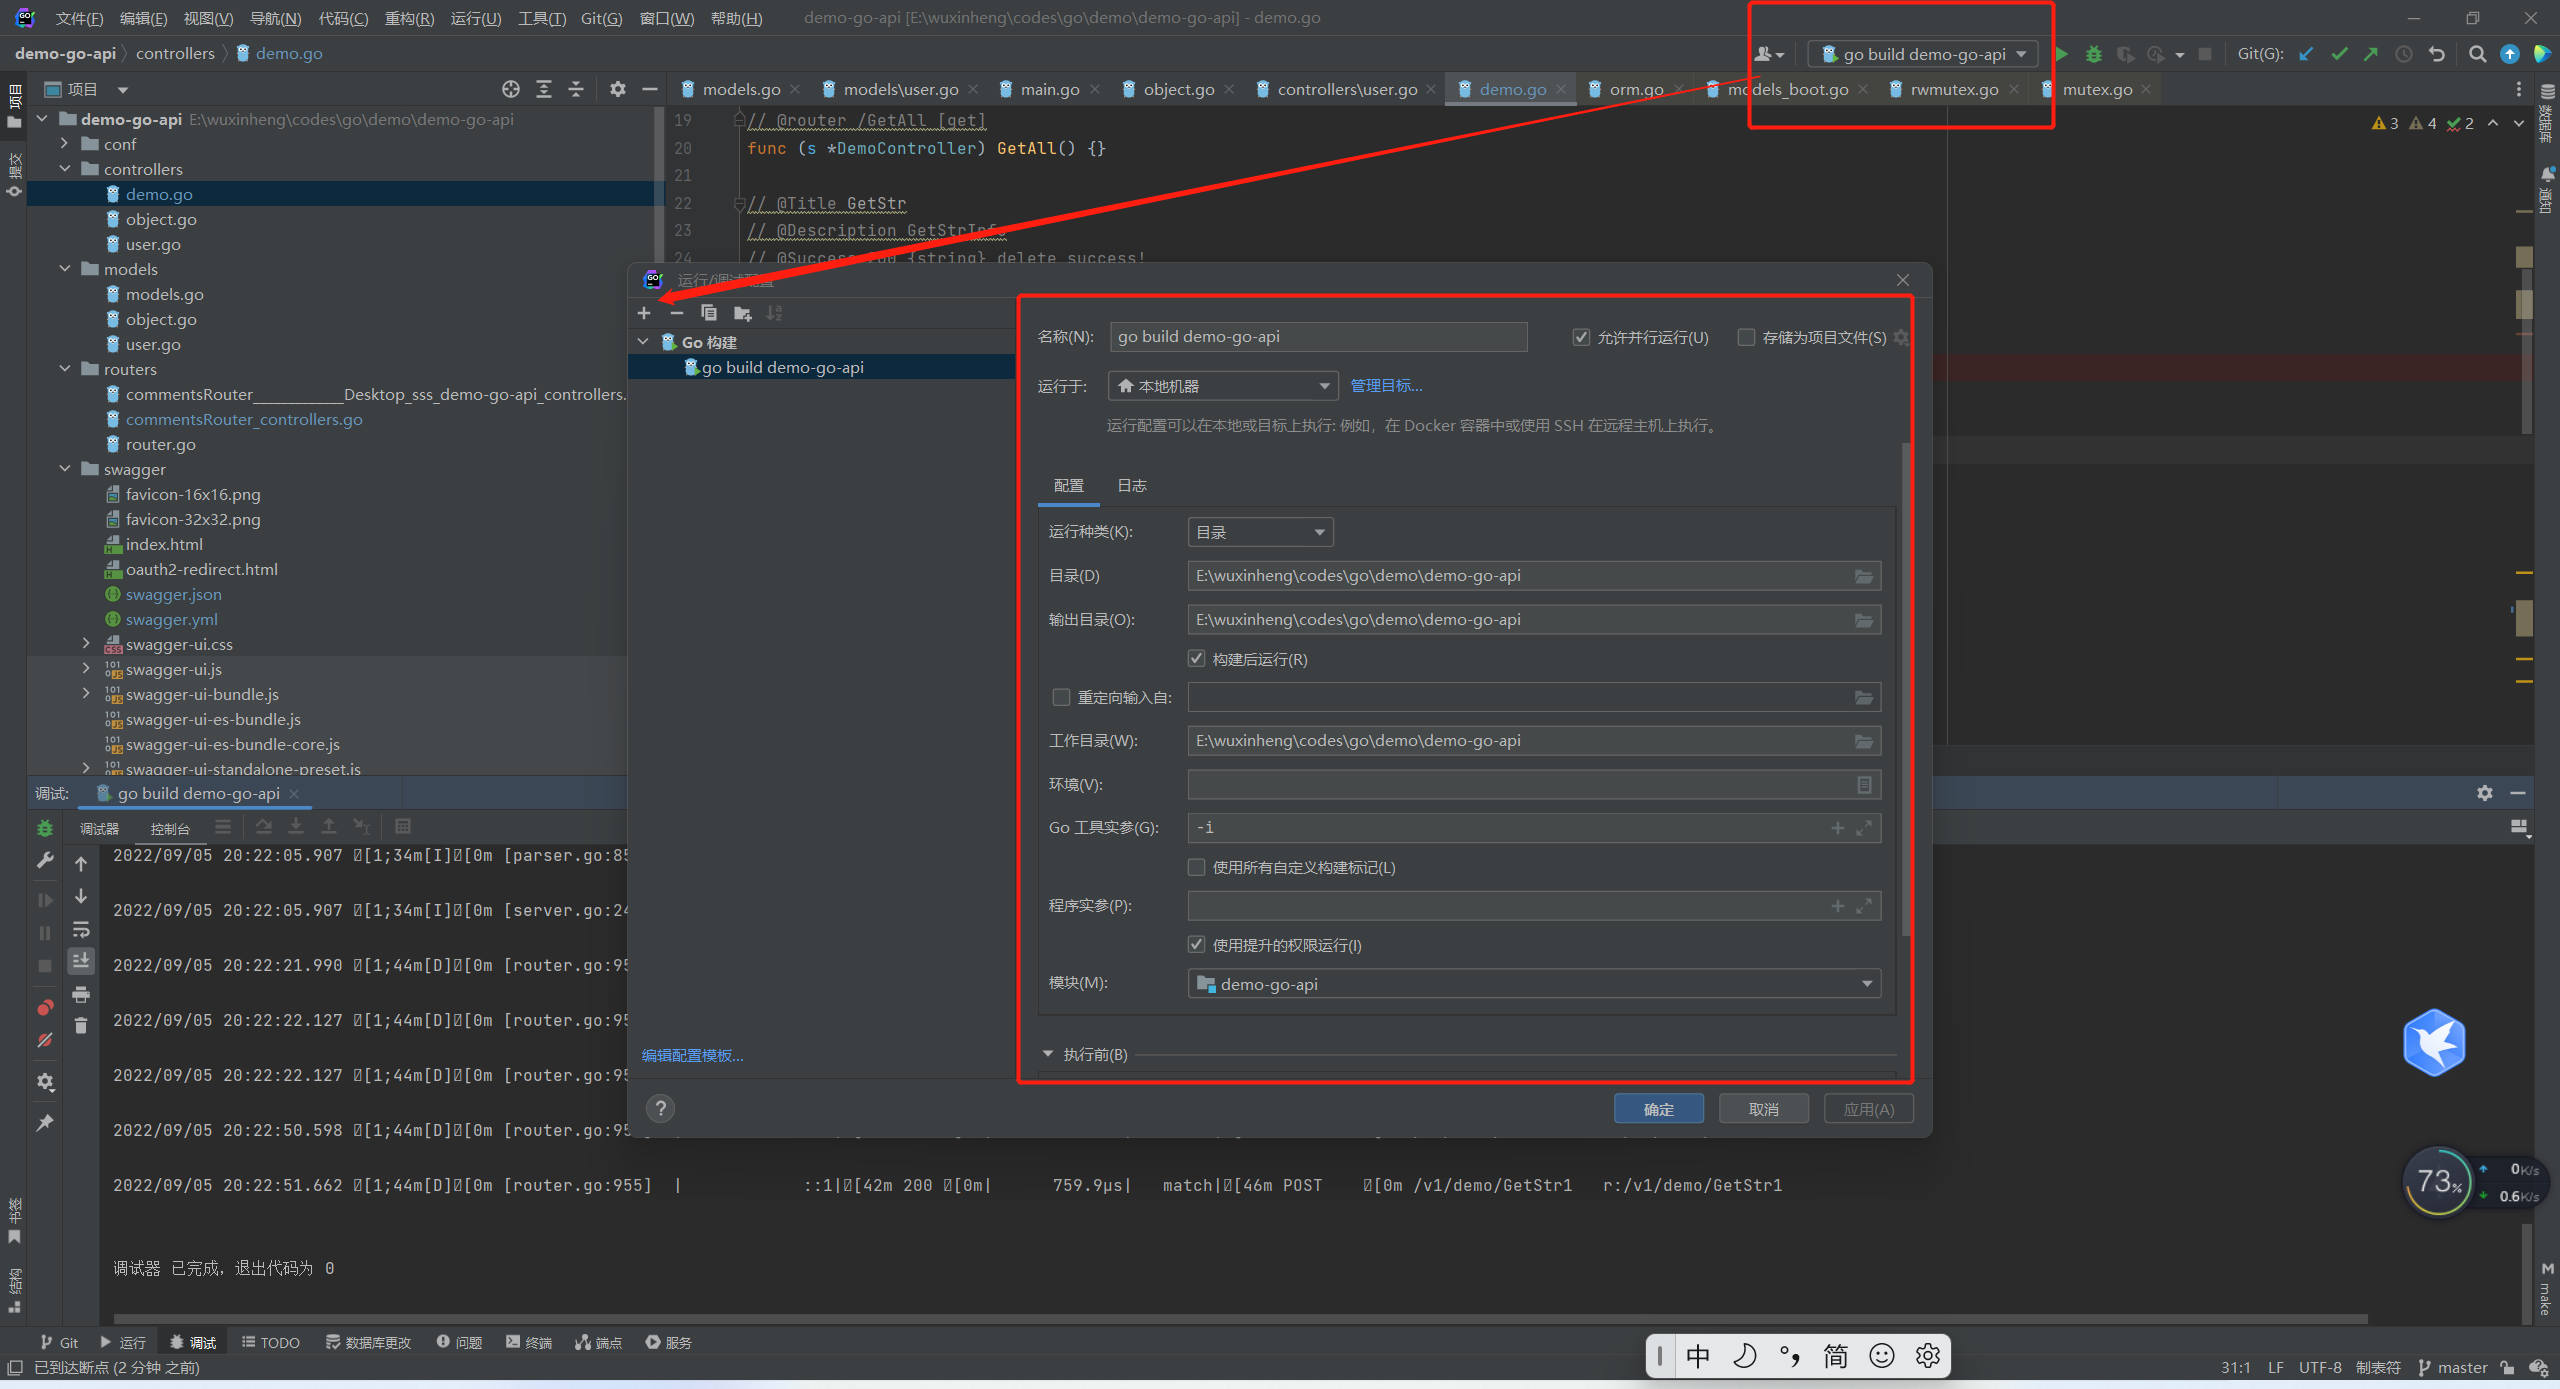 文件(F) 编辑(E) 视图(V) 导航(N) 代码(C) 重构(R) 运行(U) 工具(T) Git(G) 窗口(W) 帮助(H) demo-go-api [E:\wuxinheng\codes\go\demo\demo-go-api] - demo.go
demo-go-api controllers demo.go
go build demo-go-api Git(G):
项目
models.go models\user.go main.go object.go controllers\user.go demo.go orm.go models_boot.go rwmutex.go mutex.go
项目
提交
书签
结构
demo-go-api E:\wuxinheng\codes\go\demo\demo-go-api
conf
controllers
demo.go
object.go
user.go
models
models.go
object.go
user.go
routers
commentsRouter_____________Desktop_sss_demo-go-api_controllers.
commentsRouter_controllers.go
router.go
swagger
favicon-16x16.png
favicon-32x32.png
index.html
oauth2-redirect.html
swagger.json
swagger.yml
swagger-ui.css
swagger-ui.js
swagger-ui-bundle.js
swagger-ui-es-bundle.js
swagger-ui-es-bundle-core.js
swagger-ui-standalone-preset.js
19 // @router /GetAll [get]
20 func (s *DemoController) GetAll() {}
21
22 // @Title GetStr
23 // @Description GetStrInfo
24 // @Success 200 {string} delete success!
3 4 2
数据库
通知
make
运行/调试配置
Go 构建
go build demo-go-api
编辑配置模板...
名称(N): go build demo-go-api 允许并行运行(U) 存储为项目文件(S)
运行于: 本地机器 管理目标...
运行配置可以在本地或目标上执行: 例如，在 Docker 容器中或使用 SSH 在远程主机上执行。
配置 日志
运行种类(K): 目录
目录(D) E:\wuxinheng\codes\go\demo\demo-go-api
输出目录(O): E:\wuxinheng\codes\go\demo\demo-go-api
构建后运行(R)
重定向输入自:
工作目录(W): E:\wuxinheng\codes\go\demo\demo-go-api
环境(V):
Go 工具实参(G): -i
使用所有自定义构建标记(L)
程序实参(P):
使用提升的权限运行(I)
模块(M): demo-go-api
执行前(B)
? 确定 取消 应用(A)
调试: go build demo-go-api
调试器 控制台
2022/09/05 20:22:05.907 [1;34m[I][0m [parser.go:85
2022/09/05 20:22:05.907 [1;34m[I][0m [server.go:24
2022/09/05 20:22:21.990 [1;44m[D][0m [router.go:95
2022/09/05 20:22:22.127 [1;44m[D][0m [router.go:95
2022/09/05 20:22:22.127 [1;44m[D][0m [router.go:95
2022/09/05 20:22:50.598 [1;44m[D][0m [router.go:95
2022/09/05 20:22:51.662 [1;44m[D][0m [router.go:955] | ::1|[42m 200 [0m| 759.9µs| match|[46m POST [0m /v1/demo/GetStr1 r:/v1/demo/GetStr1
调试器 已完成，退出代码为 0
73% 0K/s
0.6K/s
Git 运行 调试 TODO 数据库更改 问题 终端 端点 服务
中 简
已到达断点 (2 分钟 之前) 31:1 LF UTF-8 制表符 master